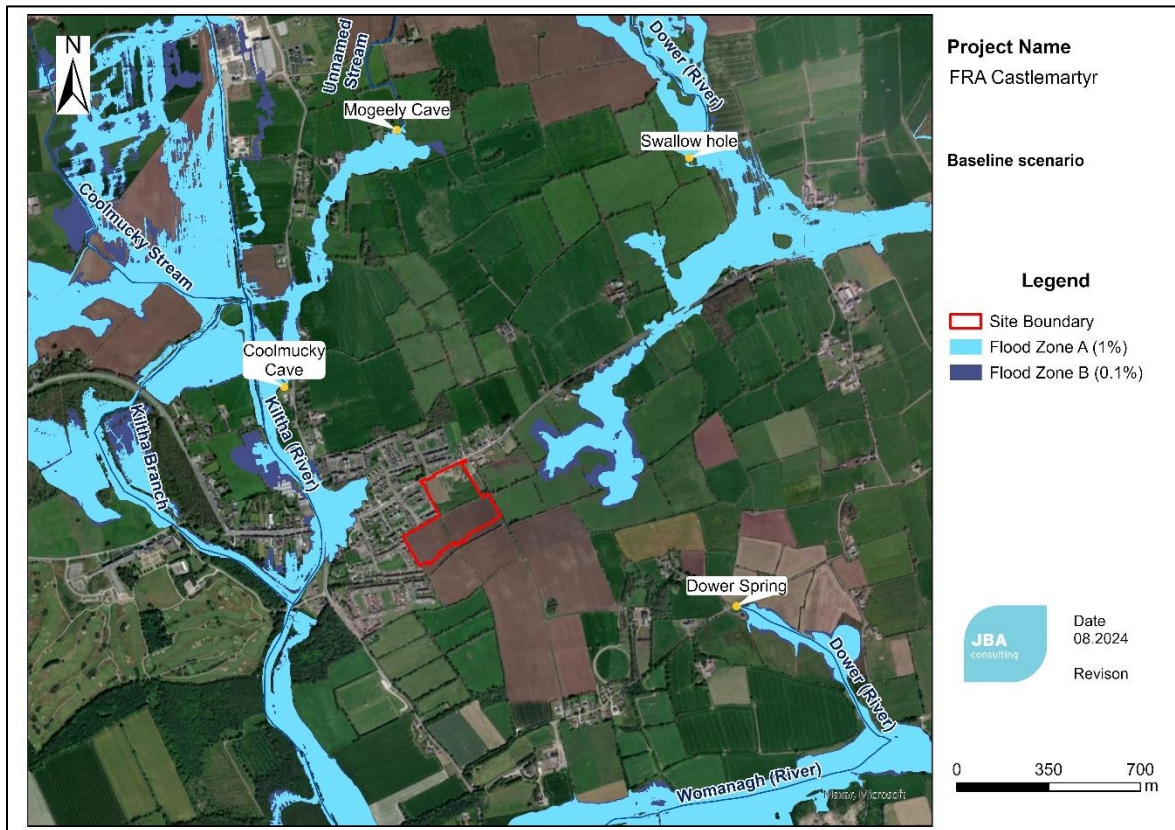 N
Unnamed
Stream
Mogeely Cave
Dower (River)
Swallow hole
Coolmucky Stream
Coolmucky
Cave
Kiltha (River)
Kiltha Branch
Dower Spring
Dower (River)
Womanagh (River)
Maxar, Microsoft
Project Name
FRA Castlemartyr
Baseline scenario
Legend
Site Boundary
Flood Zone A (1%)
Flood Zone B (0.1%)
JBA
consulting
Date
08.2024
Revison
0 350 700
m